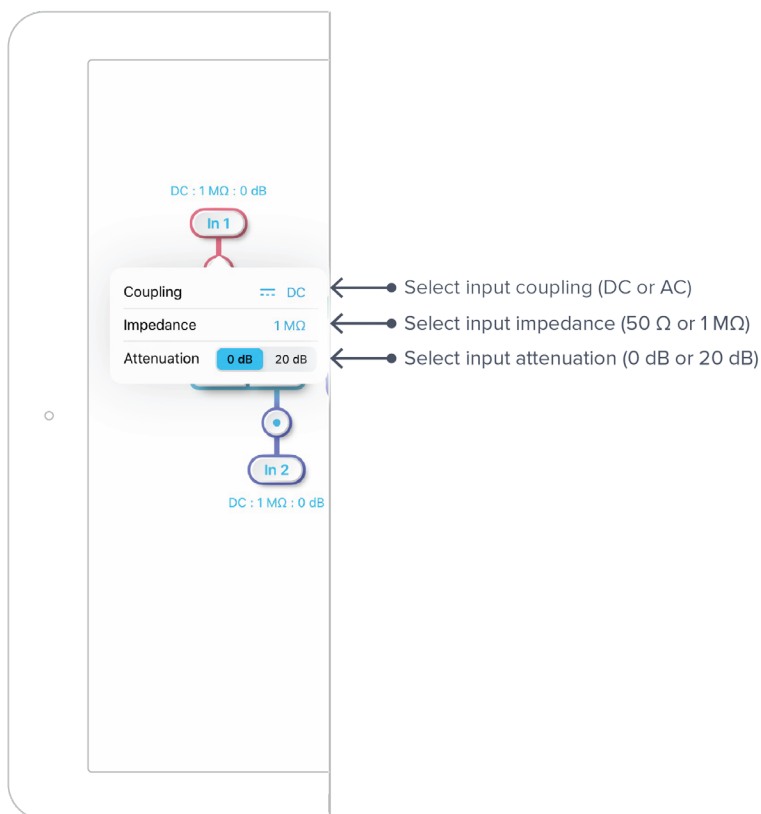 DC : 1 MΩ : 0 dB
In 1
Coupling DC
Select input coupling (DC or AC)
Impedance 1 MΩ
Select input impedance (50 Ω or 1 MΩ)
Attenuation 0 dB 20 dB
Select input attenuation (0 dB or 20 dB)
In 2
DC : 1 MΩ : 0 dB